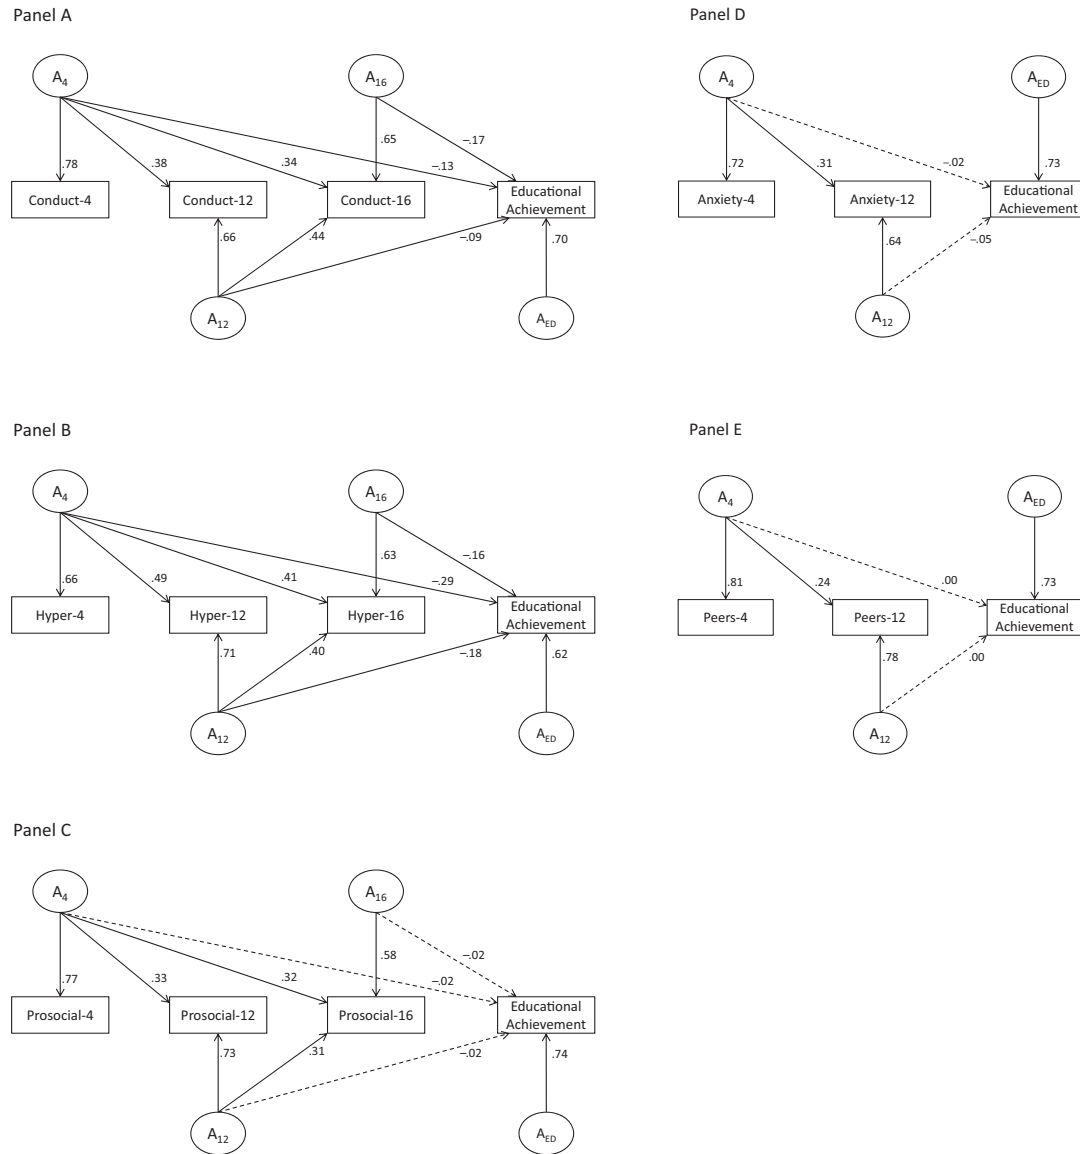 Panel A
A4
A16
.78
.38
.34
.65
–.17
–.13
Conduct-4
Conduct-12
Conduct-16
Educational
Achievement
.66
.44
–.09
.70
A12
AED
Panel B
A4
A16
.66
.49
.41
.63
–.16
–.29
Hyper-4
Hyper-12
Hyper-16
Educational
Achievement
.71
.40
–.18
.62
A12
AED
Panel C
A4
A16
.77
.33
.32
.58
–.02
–.02
Prosocial-4
Prosocial-12
Prosocial-16
Educational
Achievement
.73
.31
–.02
.74
A12
AED
Panel D
A4
AED
.72
.31
–.02
.73
Anxiety-4
Anxiety-12
Educational
Achievement
.64
–.05
A12
Panel E
A4
AED
.81
.24
.00
.73
Peers-4
Peers-12
Educational
Achievement
.78
.00
A12